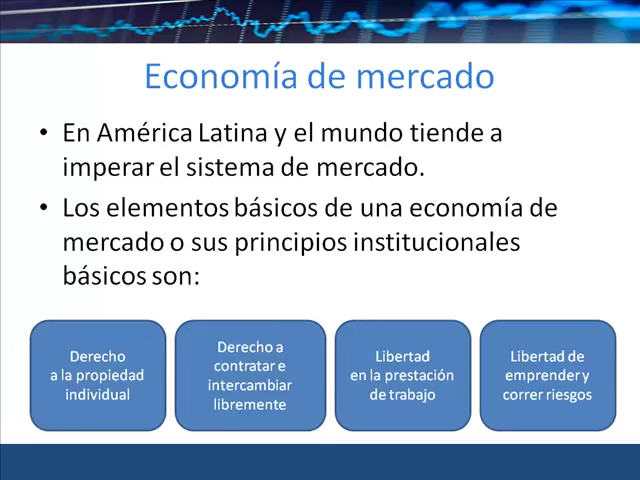 Economía de mercado
• En América Latina y el mundo tiende a
imperar el sistema de mercado.
• Los elementos básicos de una economía de
mercado o sus principios institucionales
básicos son:
Derecho
a la propiedad
individual
Derecho a
contratar e
intercambiar
libremente
Libertad
en la prestación
de trabajo
Libertad de
emprender y
correr riesgos